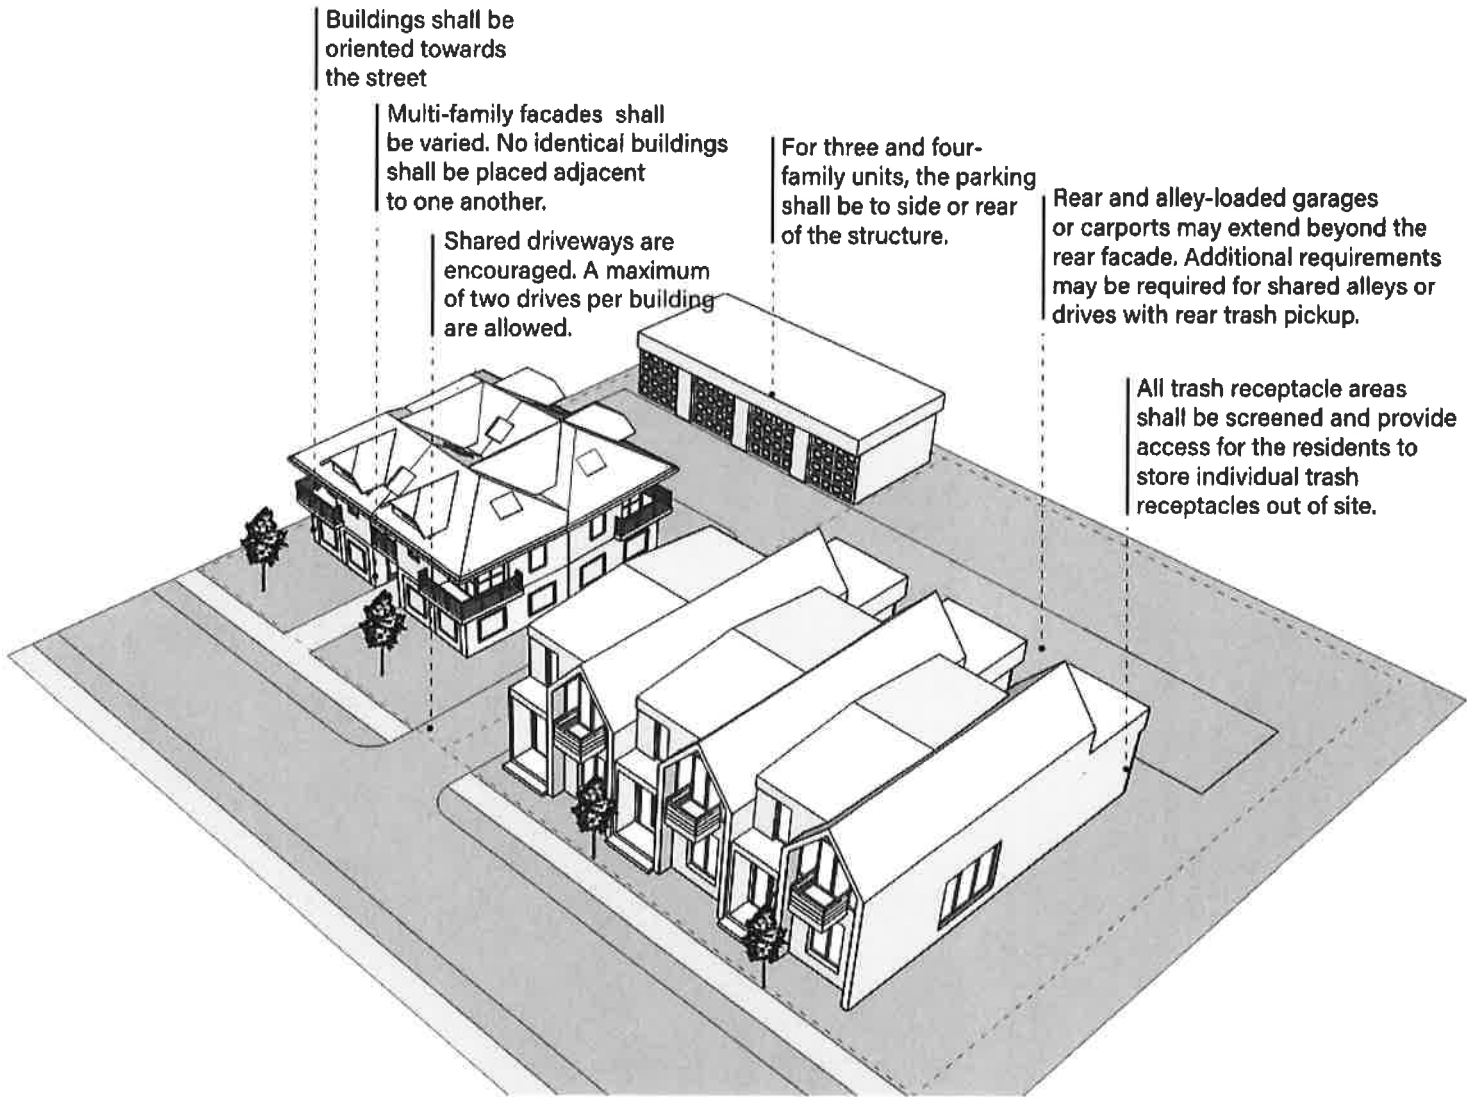 Buildings shall be
oriented towards
the street
Multi-family facades shall
be varied. No identical buildings
shall be placed adjacent
to one another.
Shared driveways are
encouraged. A maximum
of two drives per building
are allowed.
For three and four-
family units, the parking
shall be to side or rear
of the structure.
Rear and alley-loaded garages
or carports may extend beyond the
rear facade. Additional requirements
may be required for shared alleys or
drives with rear trash pickup.
All trash receptacle areas
shall be screened and provide
access for the residents to
store individual trash
receptacles out of site.